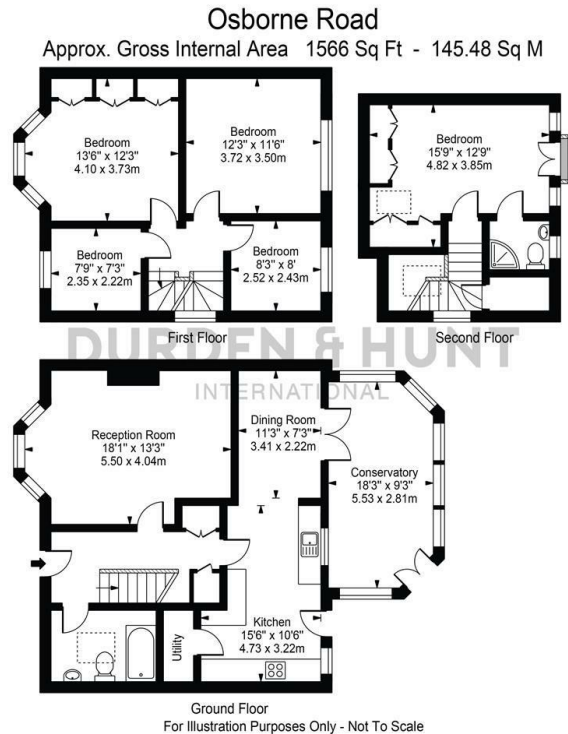 Osborne Road
Approx. Gross Internal Area 1566 Sq Ft - 145.48 Sq M
Bedroom
13'6" x 12'3"
4.10 x 3.73m
Bedroom
12'3" x 11'6"
3.72 x 3.50m
Bedroom
7'9" x 7'3"
2.35 x 2.22m
Bedroom
8'3" x 8'
2.52 x 2.43m
First Floor
Bedroom
15'9" x 12'9"
4.82 x 3.85m
Second Floor
DURDEN & HUNT
INTERNATIONAL
Reception Room
18'1" x 13'3"
5.50 x 4.04m
Dining Room
11'3" x 7'3"
3.41 x 2.22m
Conservatory
18'3" x 9'3"
5.53 x 2.81m
Kitchen
15'6" x 10'6"
4.73 x 3.22m
Utility
Ground Floor
For Illustration Purposes Only - Not To Scale